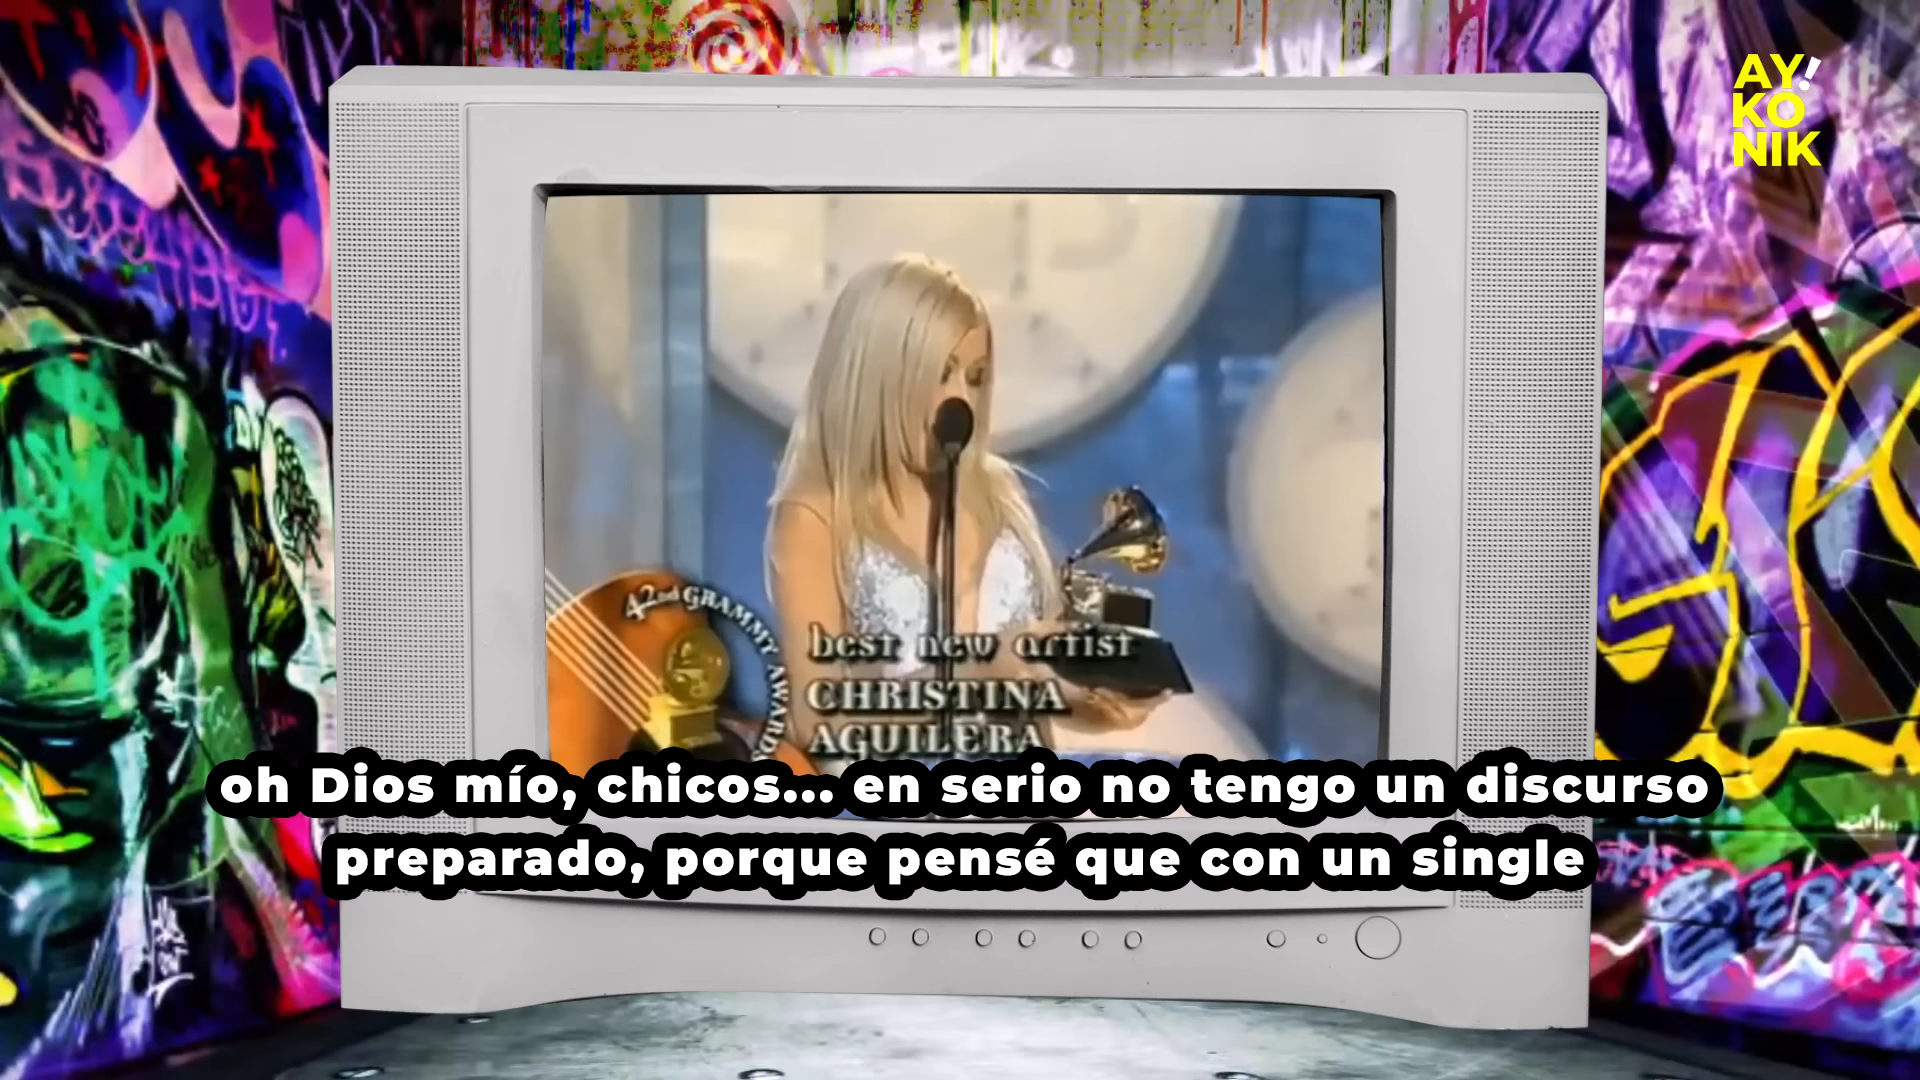 AY!
KO
NIK
42nd GRAMMY AWARDS
best new artist
CHRISTINA
AGUILERA
oh Dios mío, chicos... en serio no tengo un discurso
preparado, porque pensé que con un single